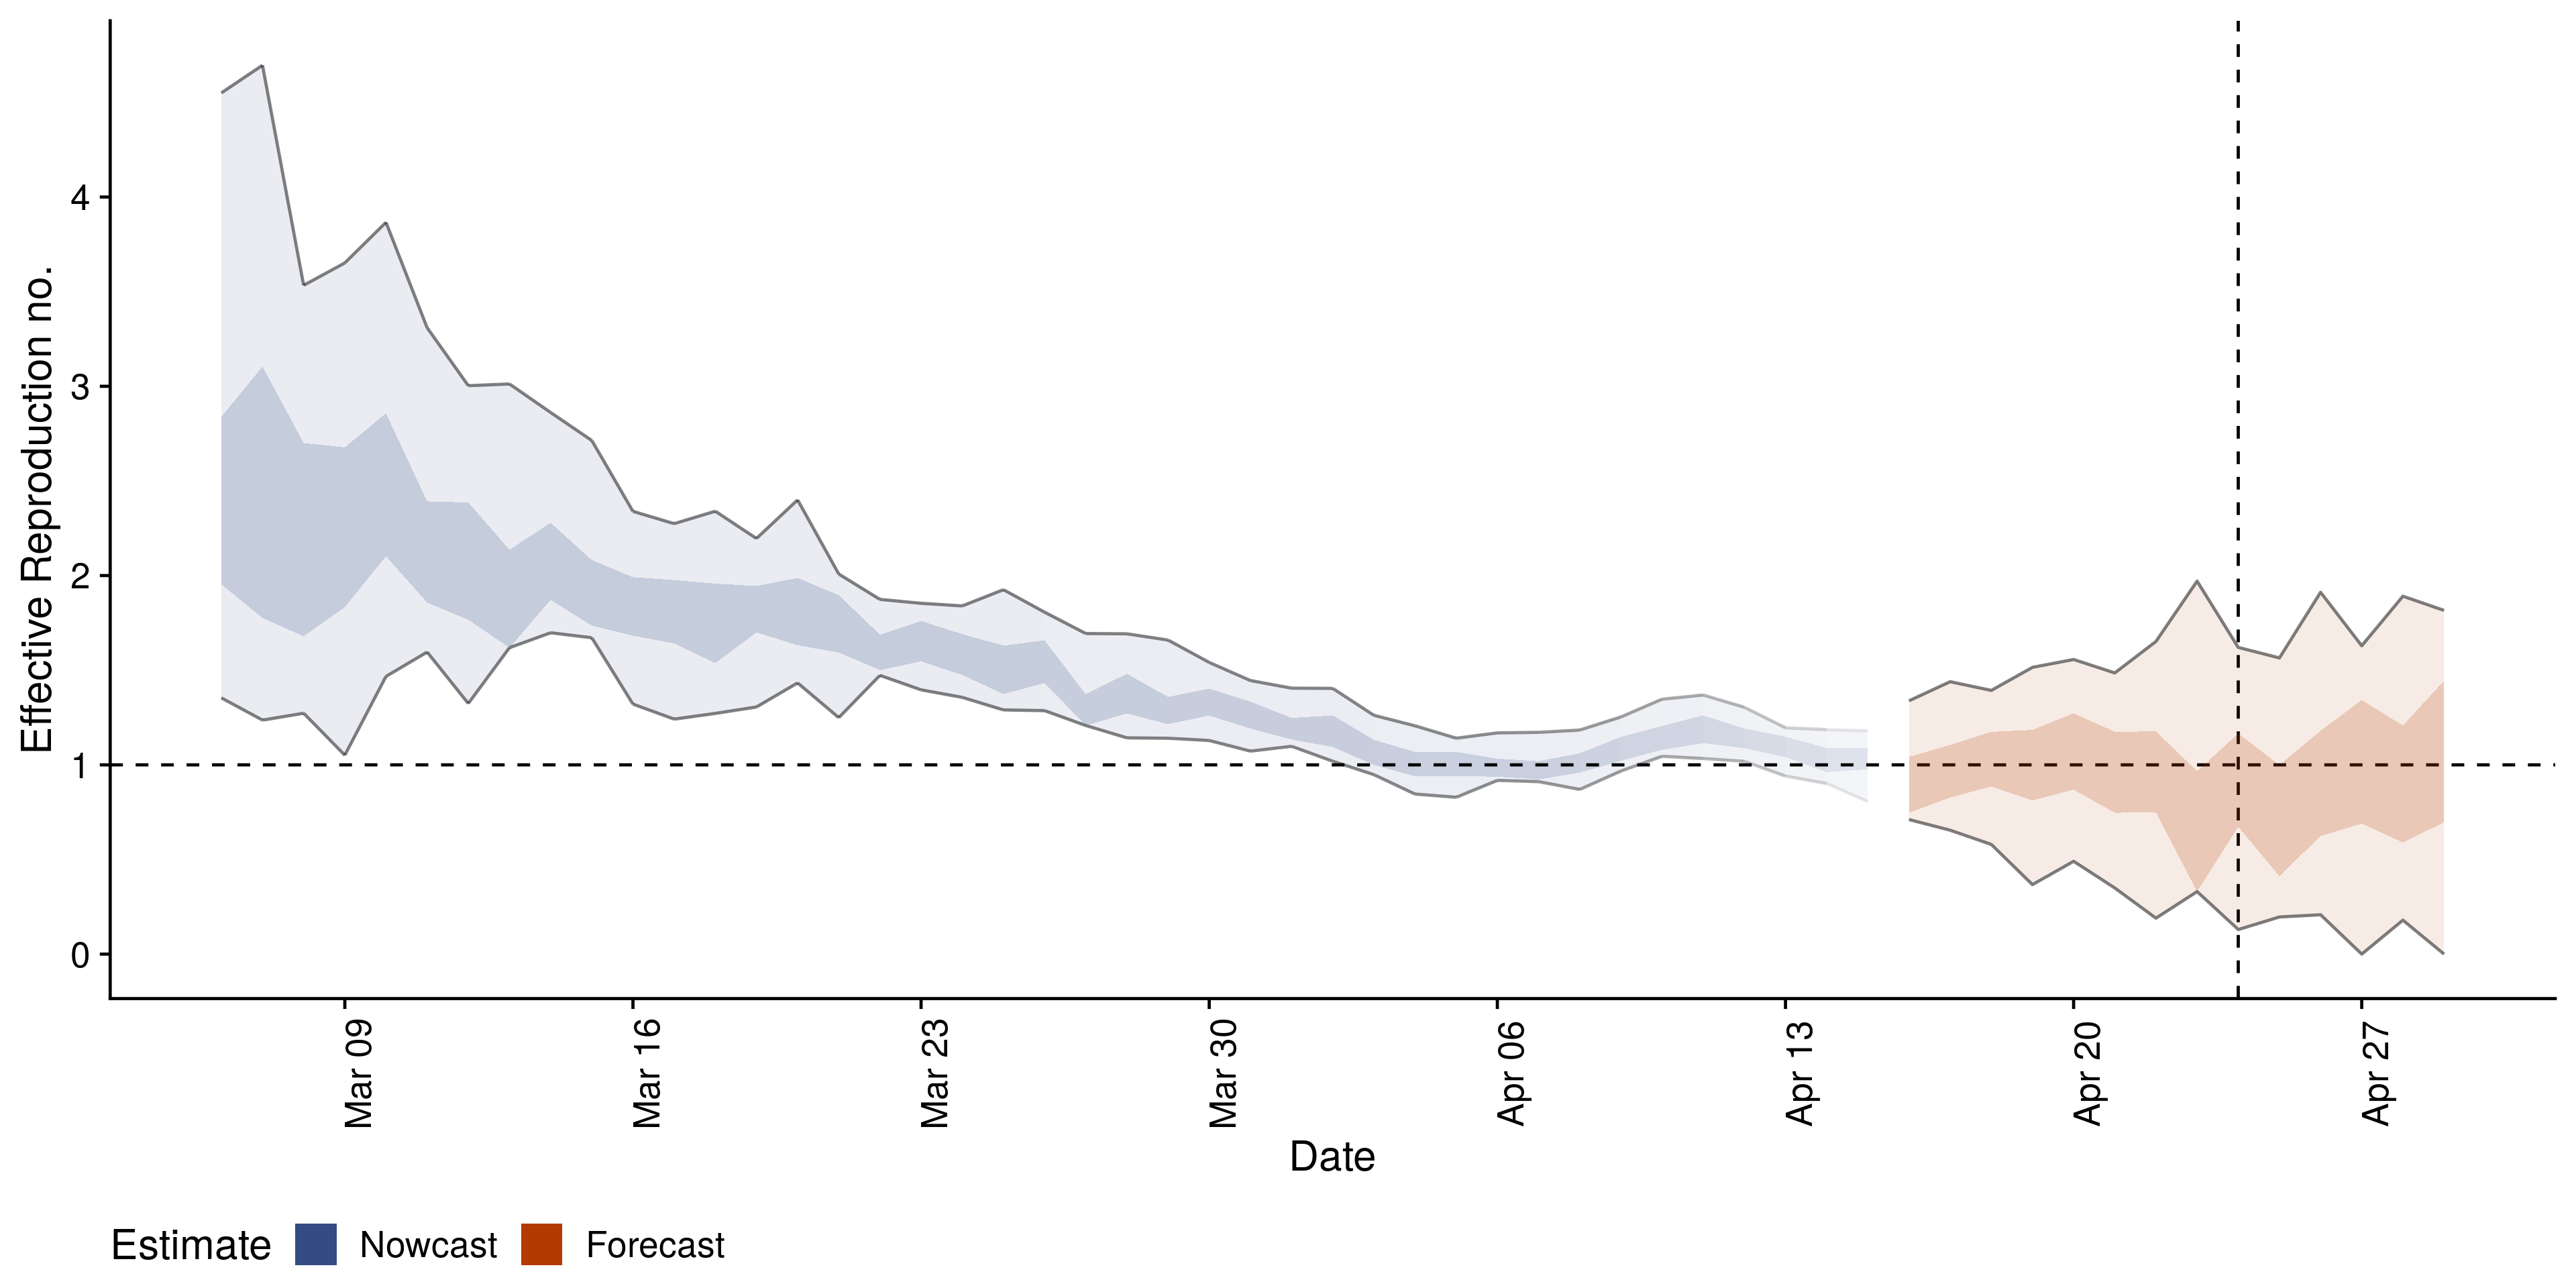 Effective Reproduction no.
4
3
2
1
0
Mar 09
Mar 16
Mar 23
Mar 30
Apr 06
Apr 13
Apr 20
Apr 27
Date
Estimate Nowcast Forecast